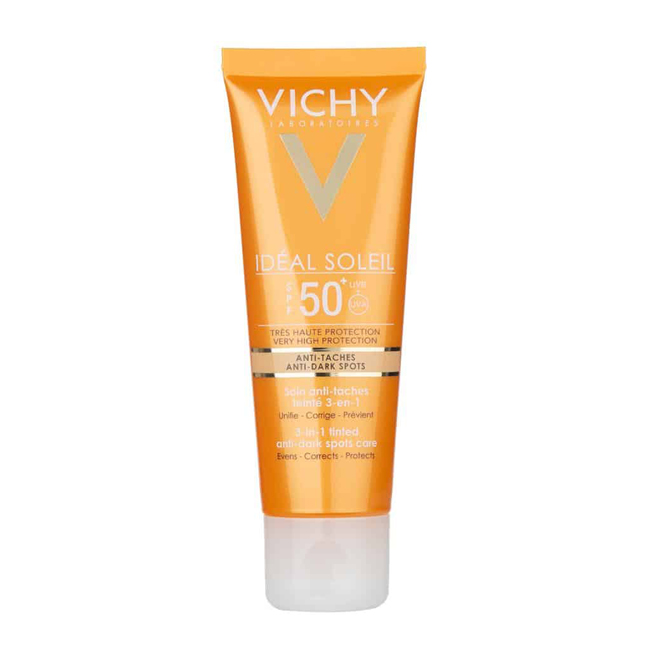 VICHY
LABORATOIRES
IDÉAL SOLEIL
SPF 50+ UVB + UVA
TRÈS HAUTE PROTECTION
VERY HIGH PROTECTION
ANTI-TACHES
ANTI-DARK SPOTS
Soin anti-taches
teinté 3-en-1
Unifie - Corrige - Prévient
3-in-1 tinted
anti-dark spots care
Evens - Corrects - Protects